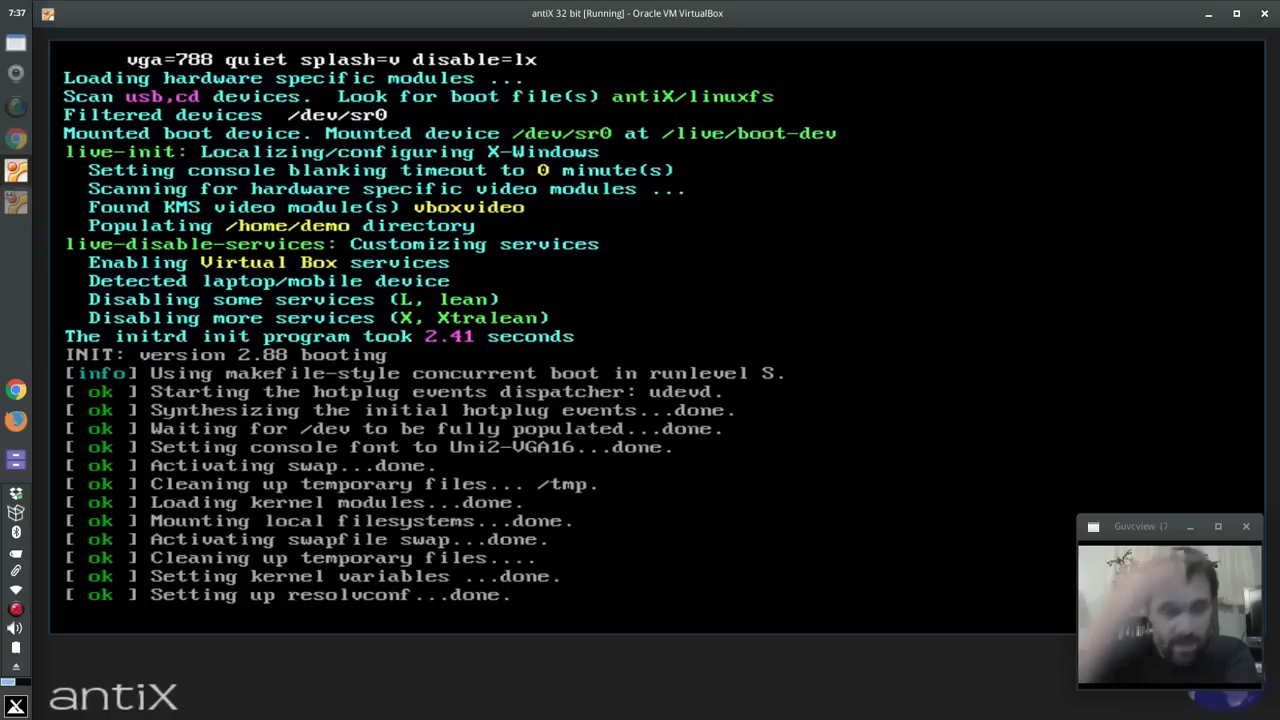 7:37
antiX 32 bit [Running] - Oracle VM VirtualBox
vga=788 quiet splash=v disable=lx
Loading hardware specific modules ...
Scan usb,cd devices.  Look for boot file(s) antiX/linuxfs
Filtered devices  /dev/sr0
Mounted boot device. Mounted device /dev/sr0 at /live/boot-dev
live-init: Localizing/configuring X-Windows
Setting console blanking timeout to 0 minute(s)
Scanning for hardware specific video modules ...
Found KMS video module(s) vboxvideo
Populating /home/demo directory
live-disable-services: Customizing services
Enabling Virtual Box services
Detected laptop/mobile device
Disabling some services (L, lean)
Disabling more services (X, Xtralean)
The initrd init program took 2.41 seconds
INIT: version 2.88 booting
[info] Using makefile-style concurrent boot in runlevel S.
[ ok ] Starting the hotplug events dispatcher: udevd.
[ ok ] Synthesizing the initial hotplug events...done.
[ ok ] Waiting for /dev to be fully populated...done.
[ ok ] Setting console font to Uni2-VGA16...done.
[ ok ] Activating swap...done.
[ ok ] Cleaning up temporary files... /tmp.
[ ok ] Loading kernel modules...done.
[ ok ] Mounting local filesystems...done.
[ ok ] Activating swapfile swap...done.
[ ok ] Cleaning up temporary files....
[ ok ] Setting kernel variables ...done.
[ ok ] Setting up resolvconf...done.
Guvcview (7
antiX